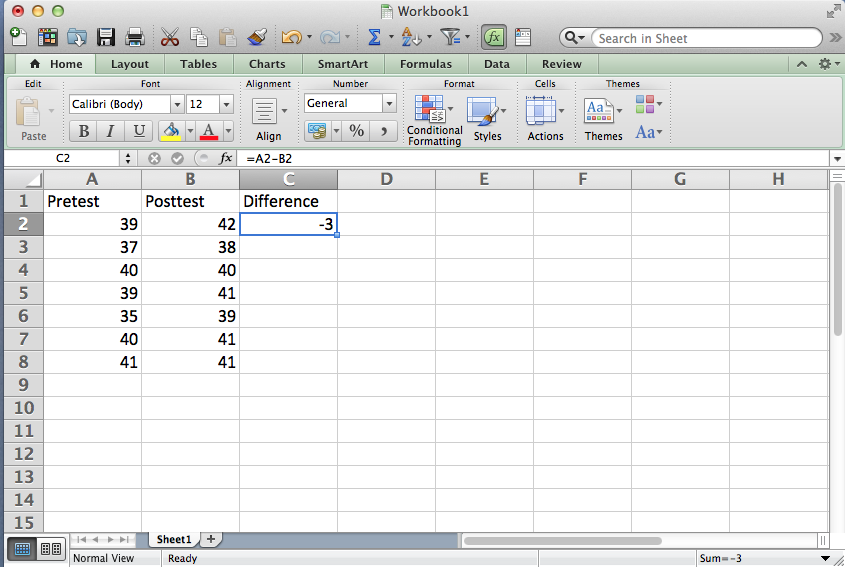 Workbook1
Search in Sheet
Home Layout Tables Charts SmartArt Formulas Data Review
Edit Font Alignment Number Format Cells Themes
Calibri (Body) 12 General
Paste B I U A Align % , Conditional Formatting Styles Actions Aa Themes Aa
C2 fx =A2-B2
A B C D E F G H
1 Pretest Posttest Difference
2 39 42 -3
3 37 38
4 40 40
5 39 41
6 35 39
7 40 41
8 41 41
9
10
11
12
13
14
15
Sheet1 +
Normal View Ready Sum=-3